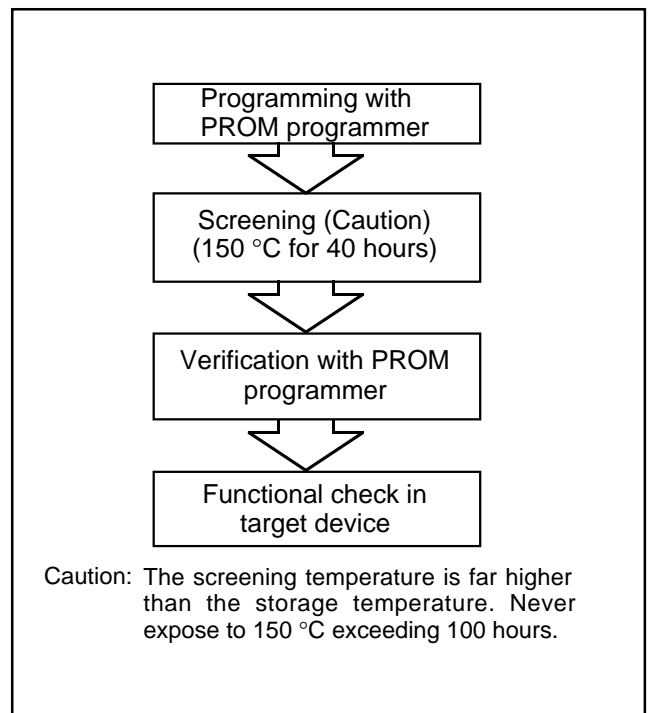 Programming with
PROM programmer
Screening (Caution)
(150 °C for 40 hours)
Verification with PROM
programmer
Functional check in
target device
Caution: The screening temperature is far higher
than the storage temperature. Never
expose to 150 °C exceeding 100 hours.